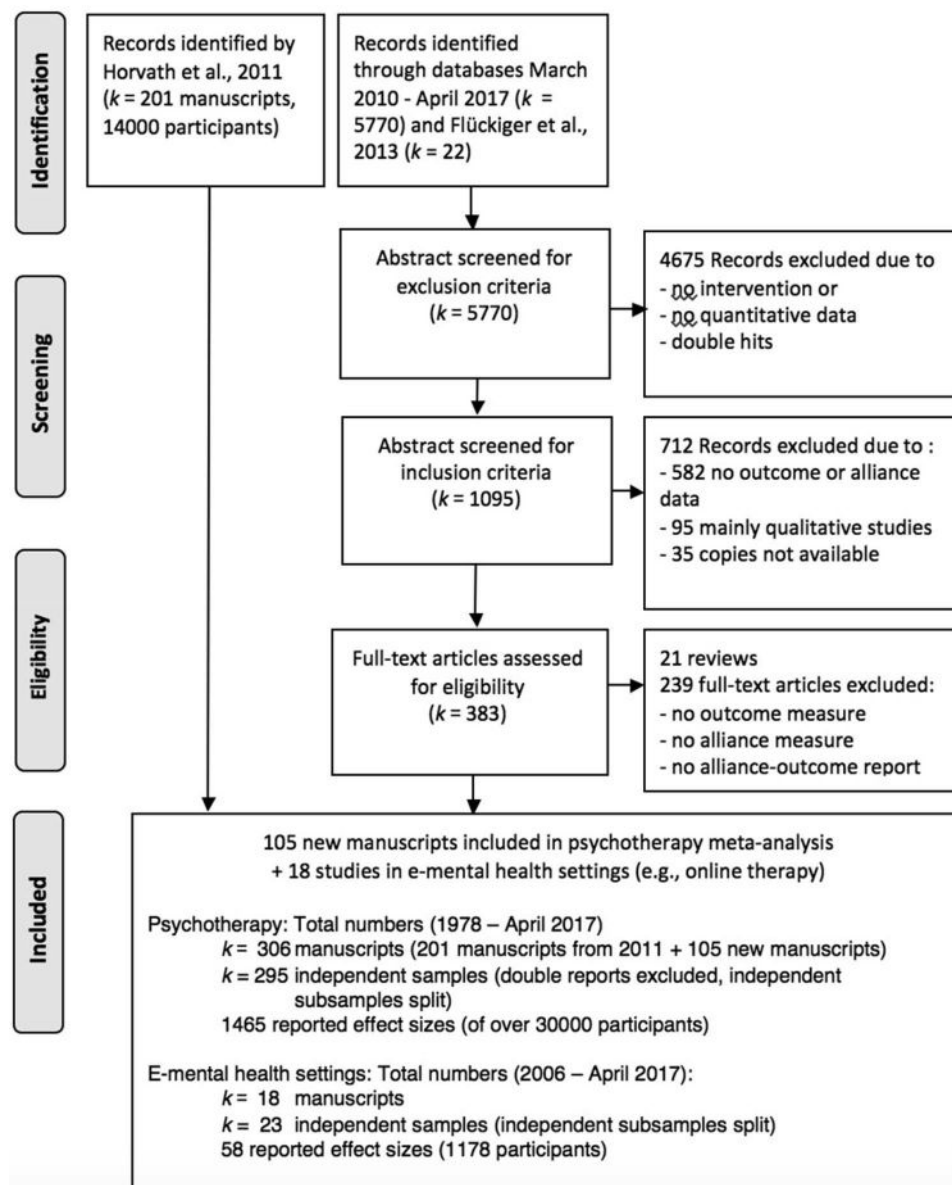 Identification
Records identified by
Horvath et al., 2011
(k = 201 manuscripts,
14000 participants)
Records identified
through databases March
2010 - April 2017 (k =
5770) and Flückiger et al.,
2013 (k = 22)
Screening
Abstract screened for
exclusion criteria
(k = 5770)
4675 Records excluded due to
- no intervention or
- no quantitative data
- double hits
Abstract screened for
inclusion criteria
(k = 1095)
712 Records excluded due to :
- 582 no outcome or alliance
data
- 95 mainly qualitative studies
- 35 copies not available
Eligibility
Full-text articles assessed
for eligibility
(k = 383)
21 reviews
239 full-text articles excluded:
- no outcome measure
- no alliance measure
- no alliance-outcome report
Included
105 new manuscripts included in psychotherapy meta-analysis
+ 18 studies in e-mental health settings (e.g., online therapy)
Psychotherapy: Total numbers (1978 – April 2017)
k = 306 manuscripts (201 manuscripts from 2011 + 105 new manuscripts)
k = 295 independent samples (double reports excluded, independent
subsamples split)
1465 reported effect sizes (of over 30000 participants)
E-mental health settings: Total numbers (2006 – April 2017):
k = 18 manuscripts
k = 23 independent samples (independent subsamples split)
58 reported effect sizes (1178 participants)